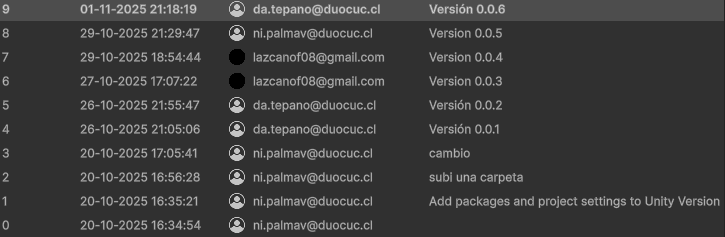 9 01-11-2025 21:18:19 da.tepano@duocuc.cl Versión 0.0.6
8 29-10-2025 21:29:47 ni.palmav@duocuc.cl Versión 0.0.5
7 29-10-2025 18:54:44 lazcanof08@gmail.com Version 0.0.4
6 27-10-2025 17:07:22 lazcanof08@gmail.com Version 0.0.3
5 26-10-2025 21:55:47 da.tepano@duocuc.cl Versión 0.0.2
4 26-10-2025 21:05:06 da.tepano@duocuc.cl Versión 0.0.1
3 20-10-2025 17:05:41 ni.palmav@duocuc.cl cambio
2 20-10-2025 16:56:28 ni.palmav@duocuc.cl subi una carpeta
1 20-10-2025 16:35:21 ni.palmav@duocuc.cl Add packages and project settings to Unity Version
0 20-10-2025 16:34:54 ni.palmav@duocuc.cl